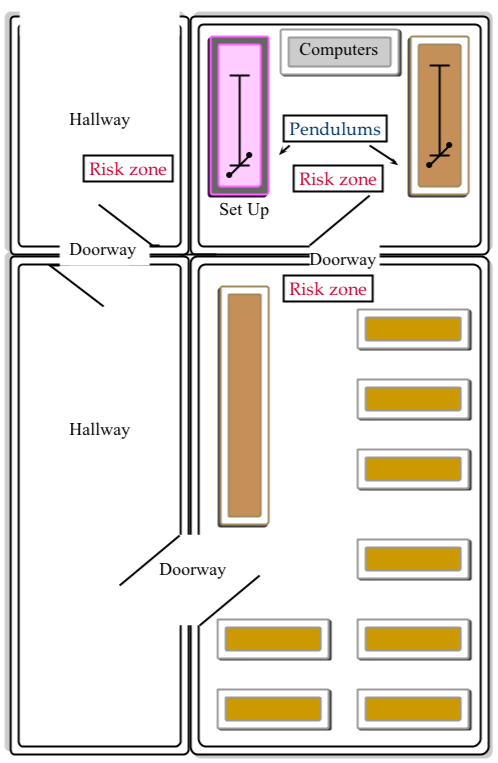 Computers
Hallway
Pendulums
Risk zone
Risk zone
Set Up
Doorway
Doorway
Risk zone
Hallway
Doorway